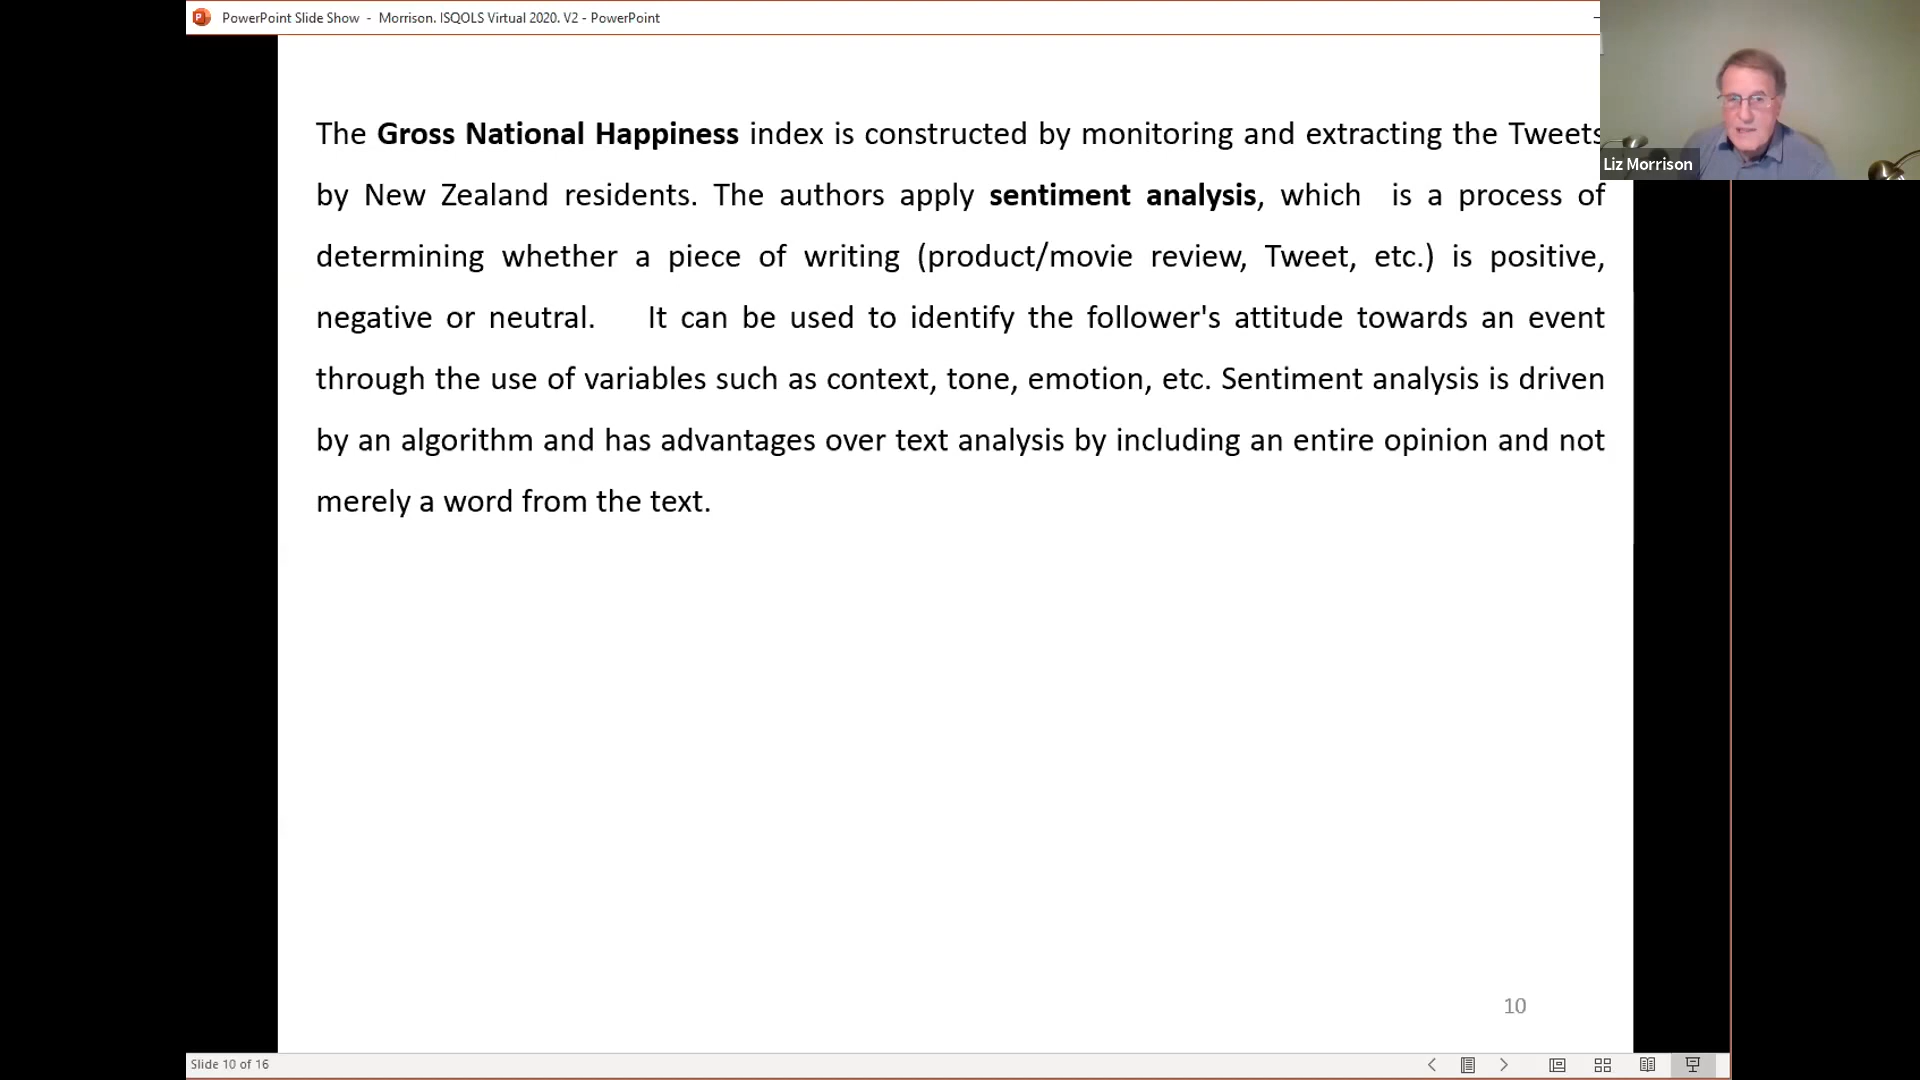 PowerPoint Slide Show - Morrison. ISQOLS Virtual 2020. V2 - PowerPoint
The Gross National Happiness index is constructed by monitoring and extracting the Tweets
by New Zealand residents. The authors apply sentiment analysis, which is a process of
determining whether a piece of writing (product/movie review, Tweet, etc.) is positive,
negative or neutral. It can be used to identify the follower's attitude towards an event
through the use of variables such as context, tone, emotion, etc. Sentiment analysis is driven
by an algorithm and has advantages over text analysis by including an entire opinion and not
merely a word from the text.
Liz Morrison
10
Slide 10 of 16